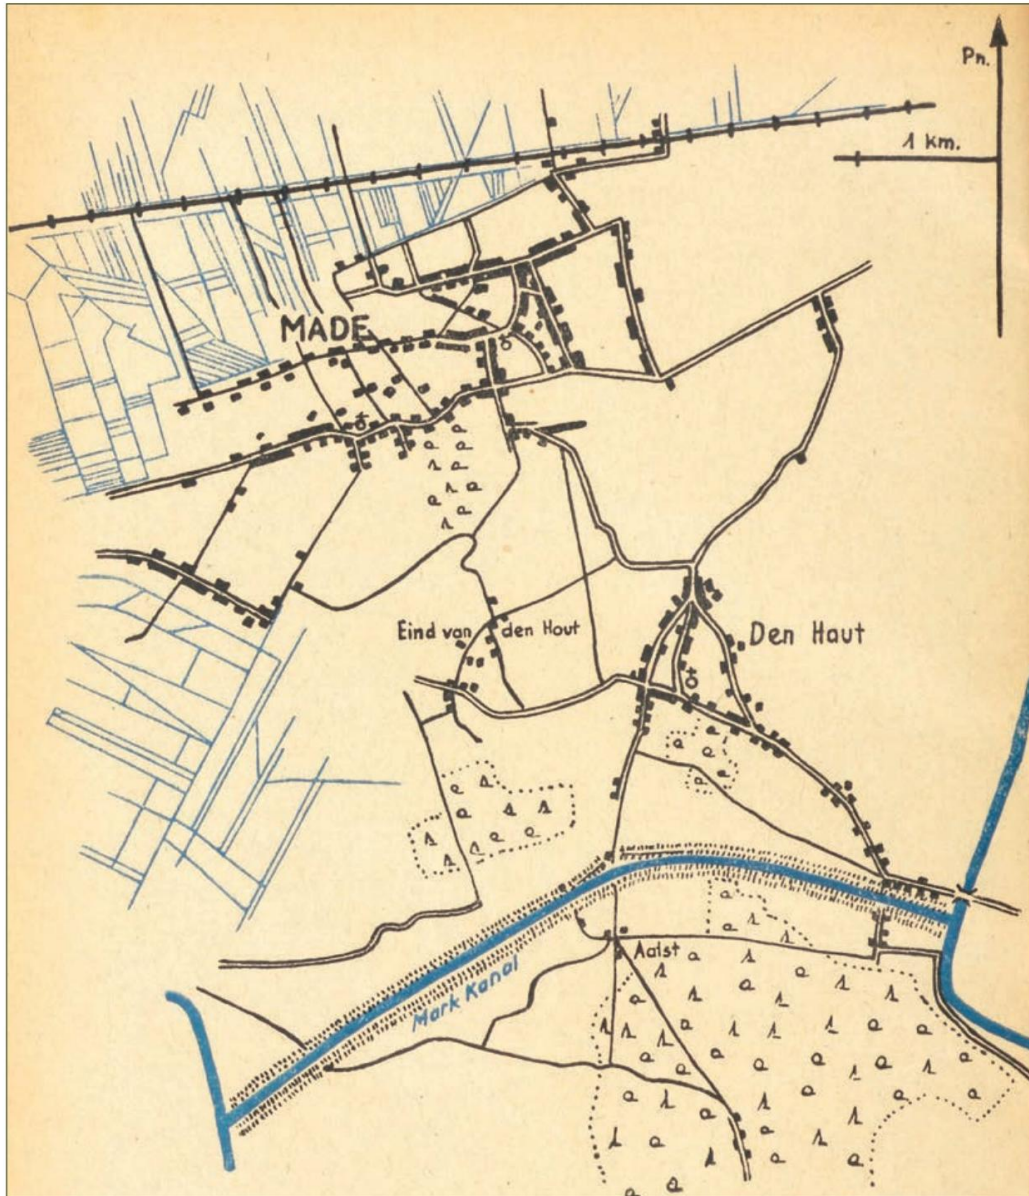 Pn.
1 km.
MADE
Eind van den Hout
Den Haut
Aalst
Mark Kanal